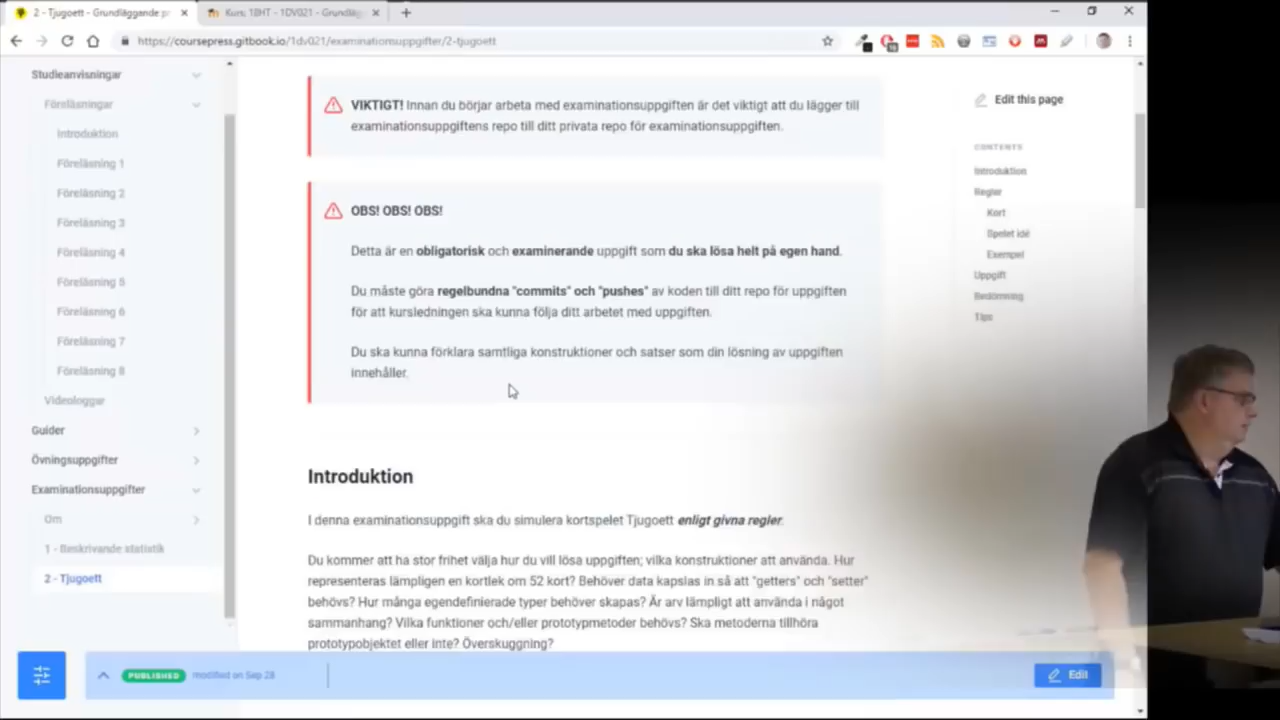 2 - Tjugoett - Grundläggande pr
Kurs 18HT - 1DV021 - Grundläg
https://coursepress.gitbook.io/1dv021/examinationsuppgifter/2-tjugoett
Studieanvisningar
Föreläsningar
Introduktion
Föreläsning 1
Föreläsning 2
Föreläsning 3
Föreläsning 4
Föreläsning 5
Föreläsning 6
Föreläsning 7
Föreläsning 8
Videologgar
Guider
Övningsuppgifter
Examinationsuppgifter
Om
1 - Beskrivande statistik
2 - Tjugoett
VIKTIGT! Innan du börjar arbeta med examinationsuppgiften är det viktigt att du lägger till
examinationsuppgiftens repo till ditt privata repo för examinationsuppgiften.
OBS! OBS! OBS!
Detta är en obligatorisk och examinerande uppgift som du ska lösa helt på egen hand.
Du måste göra regelbundna "commits" och "pushes" av koden till ditt repo för uppgiften
för att kursledningen ska kunna följa ditt arbetet med uppgiften.
Du ska kunna förklara samtliga konstruktioner och satser som din lösning av uppgiften
innehåller.
Introduktion
I denna examinationsuppgift ska du simulera kortspelet Tjugoett enligt givna regler.
Du kommer att ha stor frihet välja hur du vill lösa uppgiften; vilka konstruktioner att använda. Hur
representeras lämpligen en kortlek om 52 kort? Behöver data kapslas in så att "getters" och "setter"
behövs? Hur många egendefinierade typer behöver skapas? Är arv lämpligt att använda i något
sammanhang? Vilka funktioner och/eller prototypmetoder behövs? Ska metoderna tillhöra
prototypobjektet eller inte? Överskuggning?
Edit this page
CONTENTS
Introduktion
Regler
Kort
Spelet idé
Exempel
Uppgift
Bedömning
Tips
PUBLISHED
modified on Sep 28
Edit